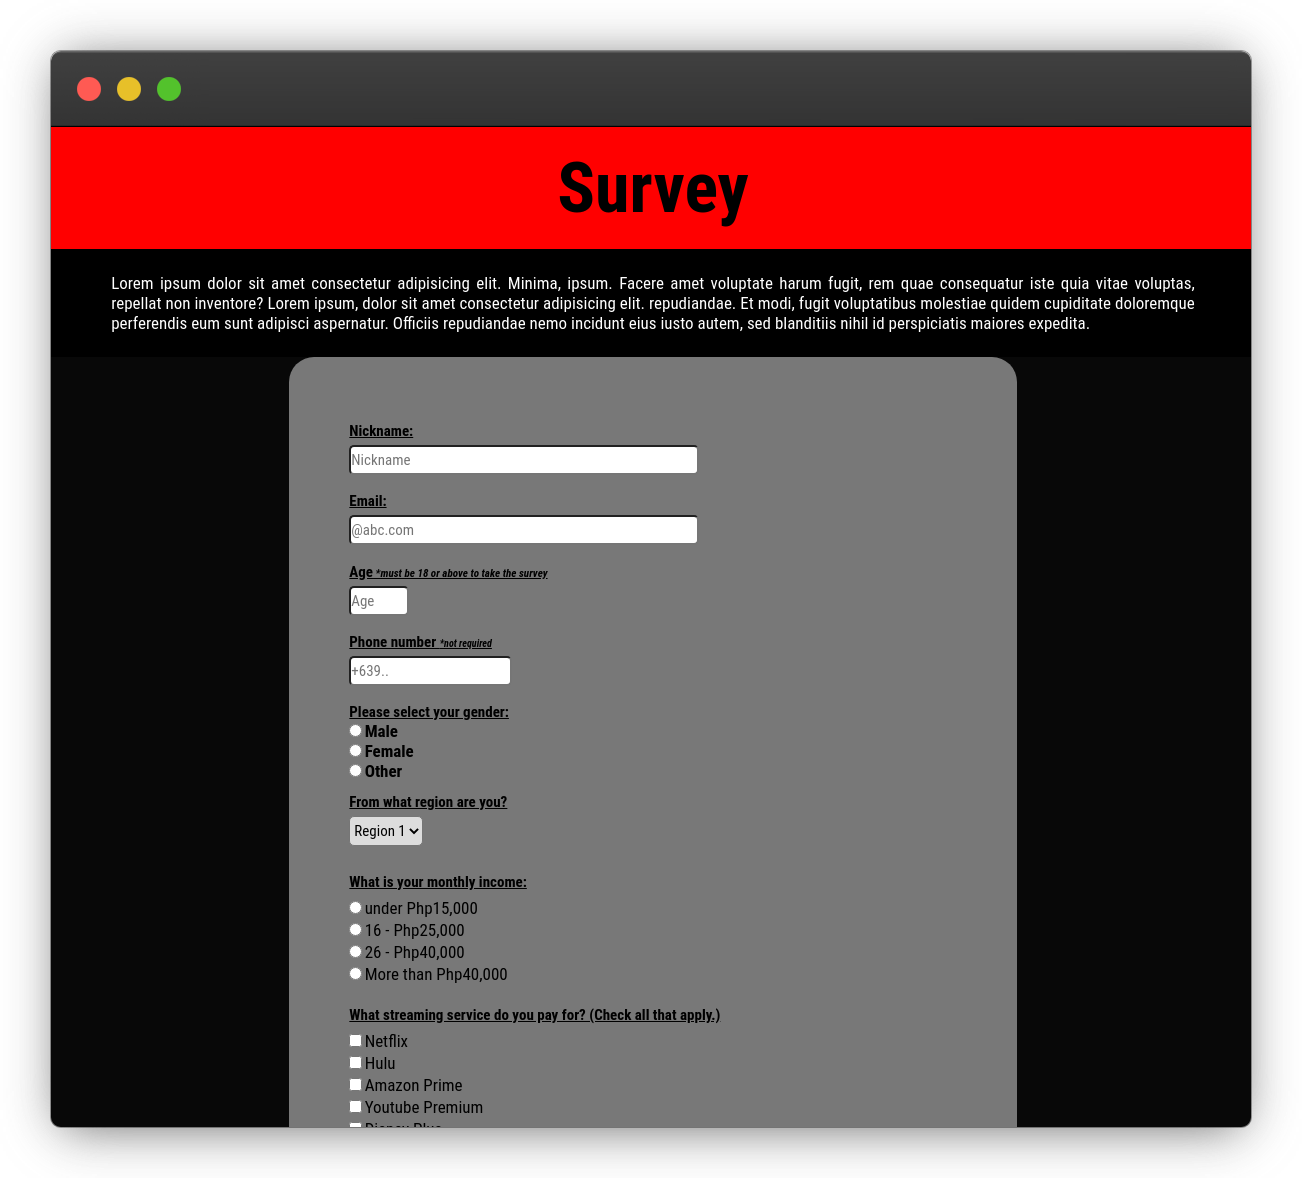 Survey
Lorem ipsum dolor sit amet consectetur adipisicing elit. Minima, ipsum. Facere amet voluptate harum fugit, rem quae consequatur iste quia vitae voluptas,
repellat non inventore? Lorem ipsum, dolor sit amet consectetur adipisicing elit. repudiandae. Et modi, fugit voluptatibus molestiae quidem cupiditate doloremque
perferendis eum sunt adipisci aspernatur. Officiis repudiandae nemo incidunt eius iusto autem, sed blanditiis nihil id perspiciatis maiores expedita.
Nickname:
Nickname
Email:
@abc.com
Age *must be 18 or above to take the survey
Age
Phone number *not required
+639..
Please select your gender:
Male
Female
Other
From what region are you?
Region 1
What is your monthly income:
under Php15,000
16 - Php25,000
26 - Php40,000
More than Php40,000
What streaming service do you pay for? (Check all that apply.)
Netflix
Hulu
Amazon Prime
Youtube Premium
Disney Plus